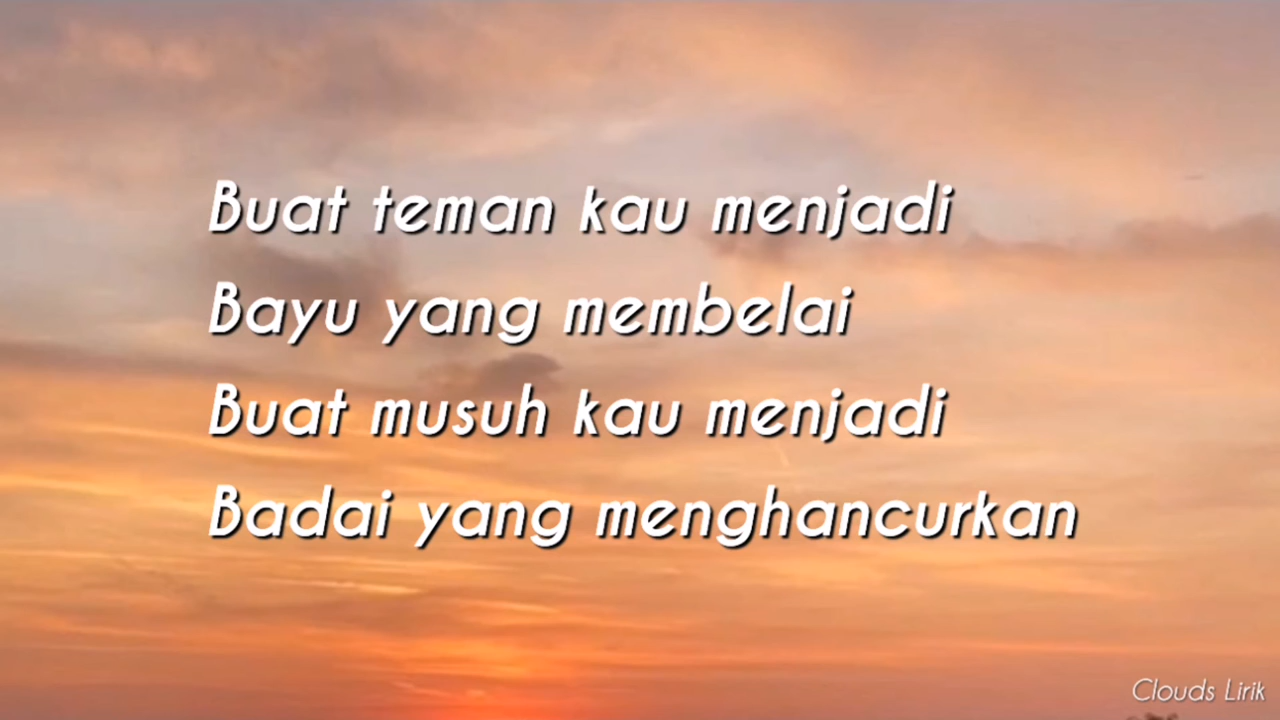 Buat teman kau menjadi
Bayu yang membelai
Buat musuh kau menjadi
Badai yang menghancurkan
Clouds Lirik